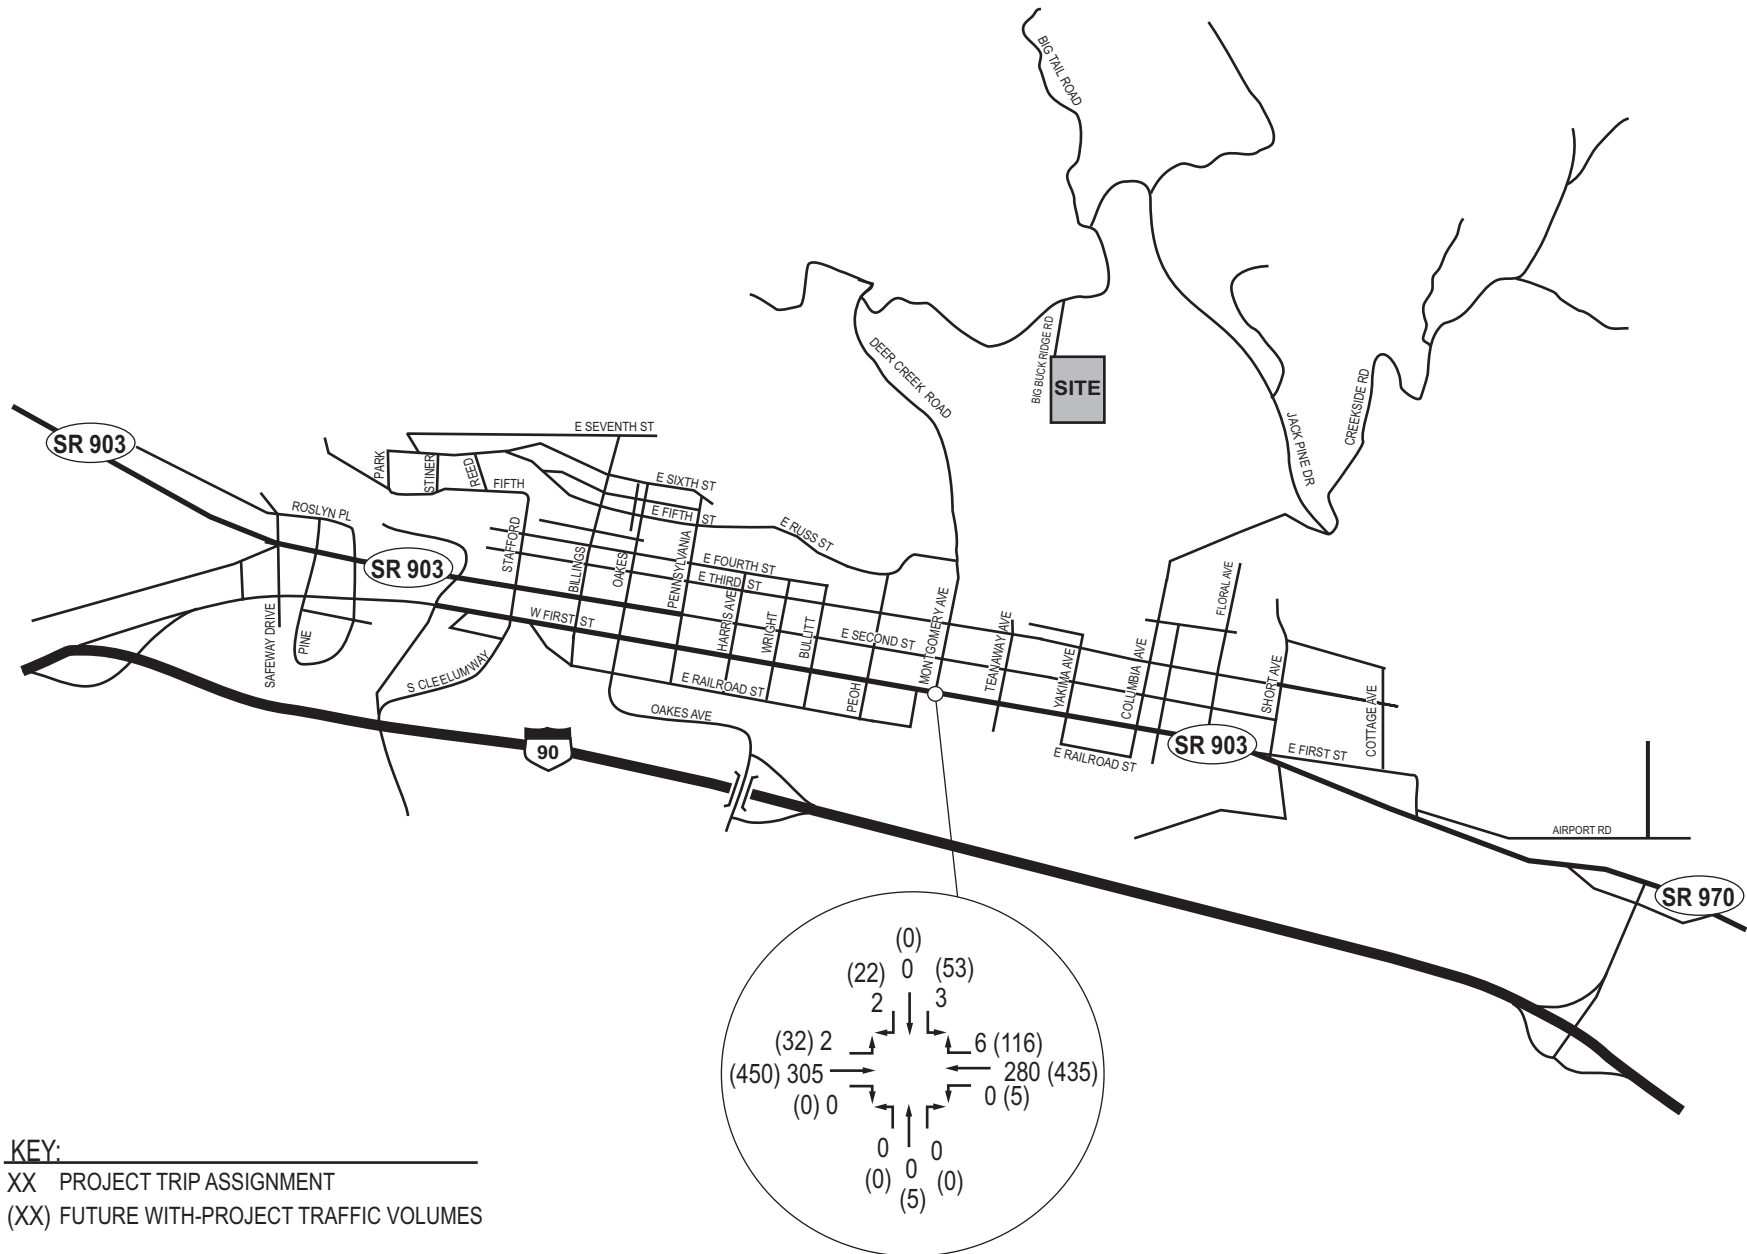 BIG TAIL ROAD
DEER CREEK ROAD
BIG BUCK RIDGE RD
SITE
JACK PINE DR
CREEKSIDE RD
SR 903
E SEVENTH ST
PARK
STINER
REED
FIFTH
E SIXTH ST
E FIFTH ST
E RUSS ST
ROSLYN PL
SR 903
STAFFORD
BILLINGS
OAKES
PENNSYLVANIA
E FOURTH ST
E THIRD ST
HARRIS AVE
WRIGHT
BULLITT
E SECOND ST
MONTGOMERY AVE
TEANAWAY AVE
YAKIMA AVE
COLUMBIA AVE
FLORAL AVE
SHORT AVE
COTTAGE AVE
SAFEWAY DRIVE
PINE
W FIRST ST
S CLEELUM WAY
E RAILROAD ST
PEOH
OAKES AVE
90
E RAILROAD ST
SR 903
E FIRST ST
AIRPORT RD
SR 970
(0)
(22) 0 (53)
2 3
(32) 2 6 (116)
(450) 305 280 (435)
(0) 0 0 (5)
0 0 0
(0) (5) (0)
KEY:
XX PROJECT TRIP ASSIGNMENT
(XX) FUTURE WITH-PROJECT TRAFFIC VOLUMES